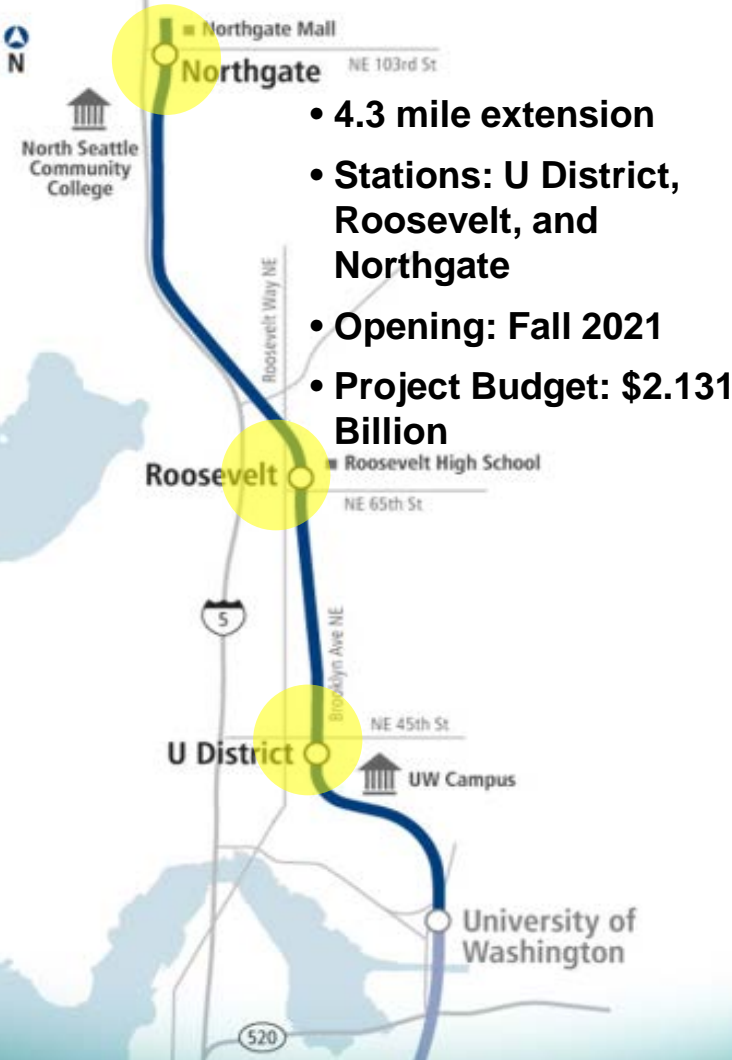 Northgate Mall
N
Northgate
NE 103rd St
North Seattle
Community
College
• 4.3 mile extension
• Stations: U District,
Roosevelt, and
Northgate
Roosevelt Way NE
• Opening: Fall 2021
• Project Budget: $2.131
Billion
Roosevelt
Roosevelt High School
NE 65th St
5
Brooklyn Ave NE
NE 45th St
U District
UW Campus
University of
Washington
520